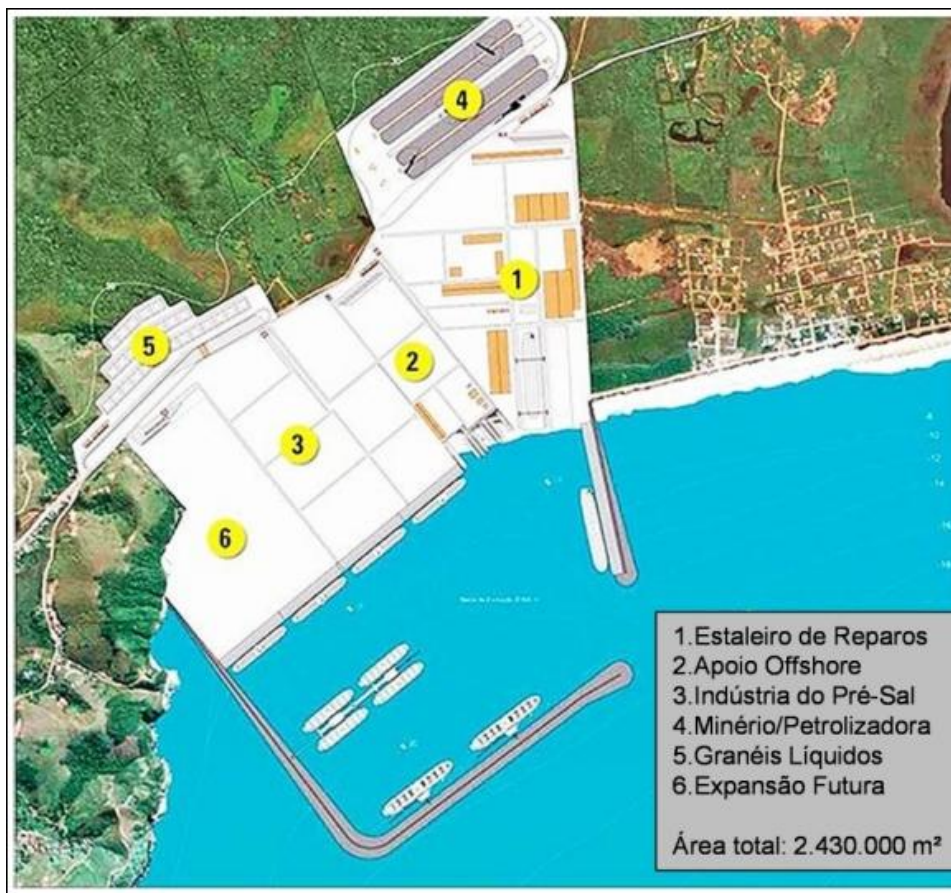 4
1
5
2
3
6
1.Estaleiro de Reparos
2.Apoio Offshore
3.Indústria do Pré-Sal
4.Minério/Petrolizadora
5.Granéis Líquidos
6.Expansão Futura
Área total: 2.430.000 m²